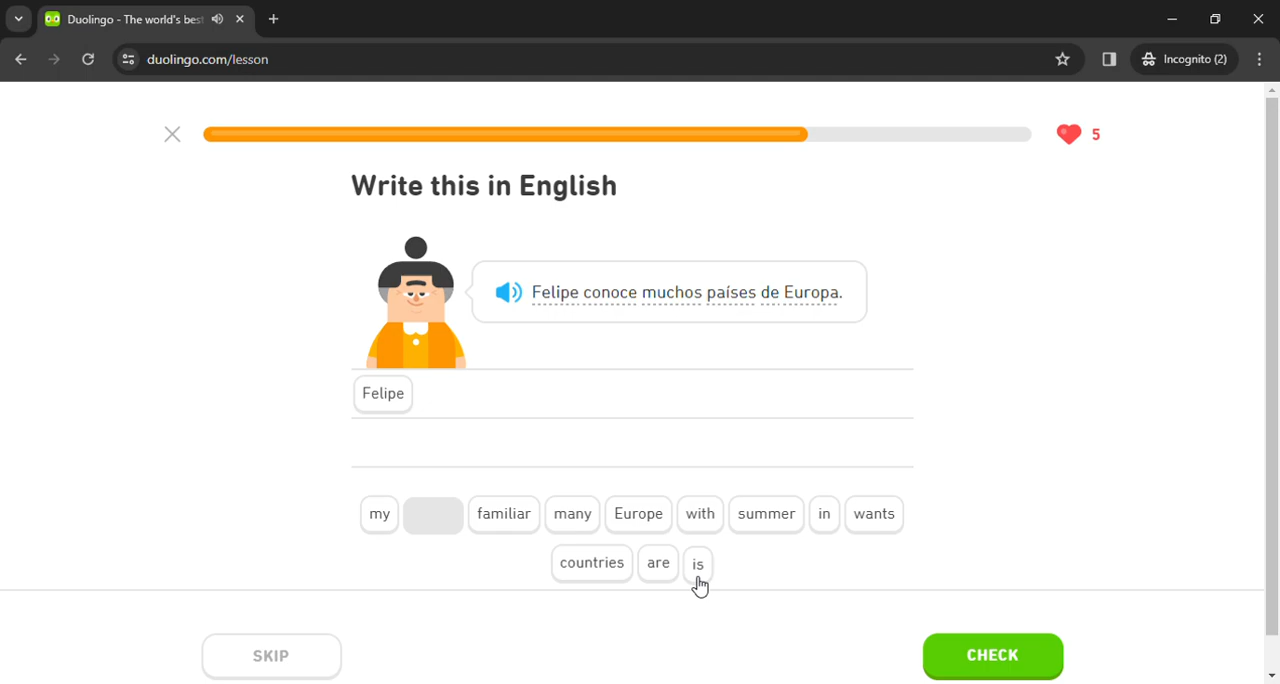 Duolingo - The world's bes
duolingo.com/lesson
Incognito (2)
5
Write this in English
Felipe conoce muchos países de Europa.
Felipe
my familiar many Europe with summer in wants
countries are is
SKIP
CHECK